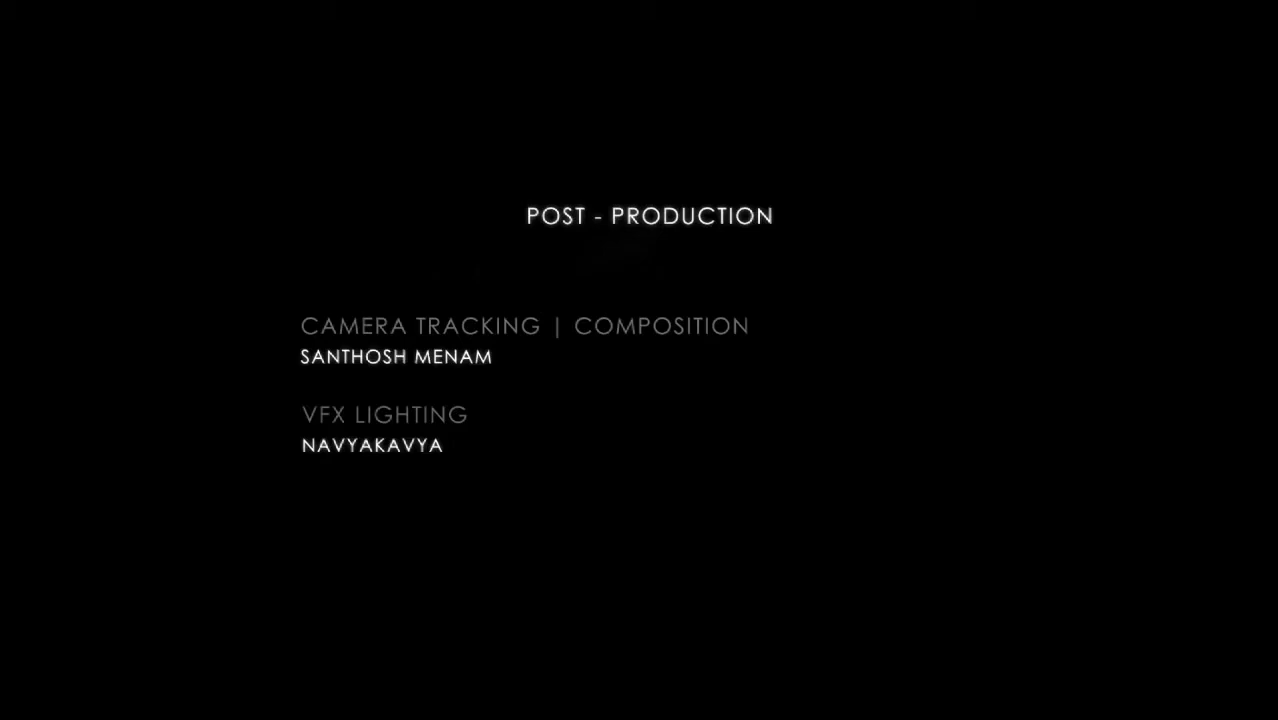 POST - PRODUCTION
CAMERA TRACKING | COMPOSITION
SANTHOSH MENAM
VFX LIGHTING
NAVYAKAVYA